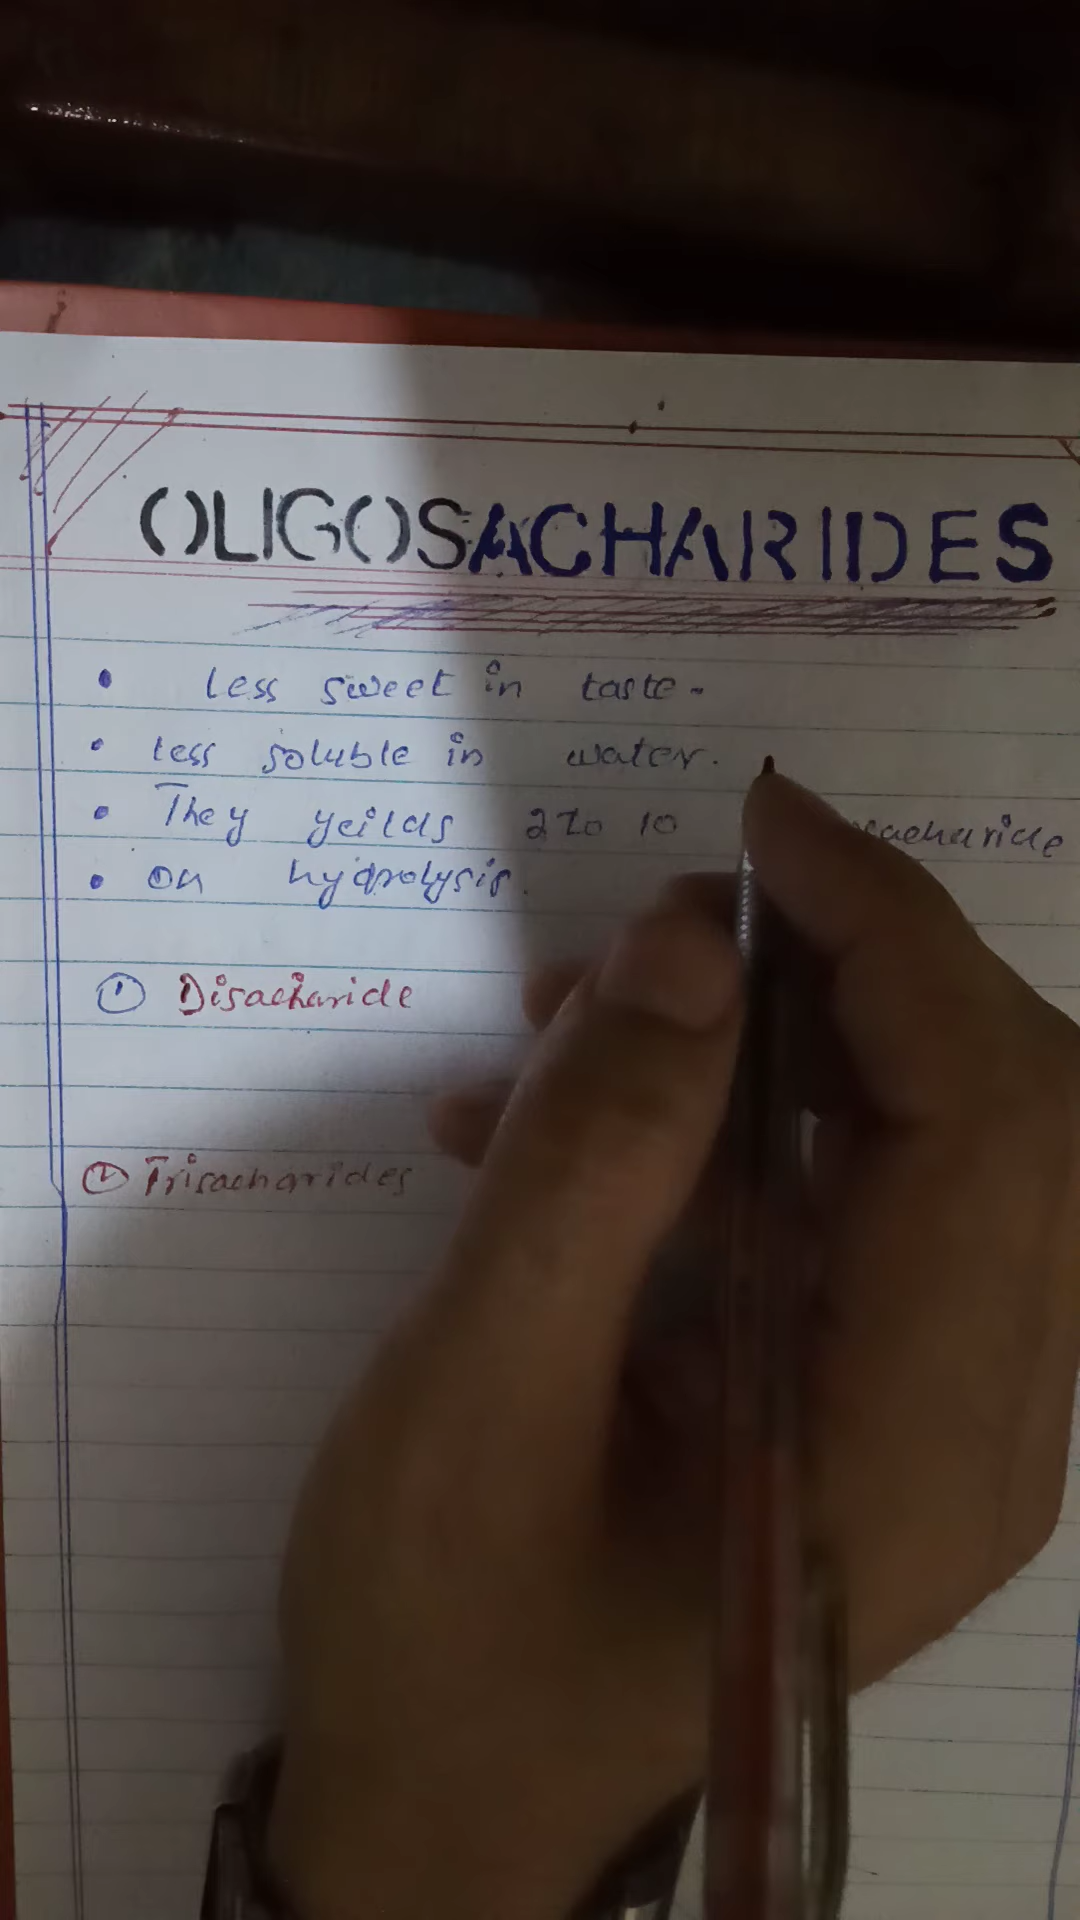 OLIGOSACHARIDES
• Less sweet in taste.
• less soluble in water.
• They yeilds 2 to 10
• on hydrolysis.
① Disacharide
② Trisacharides